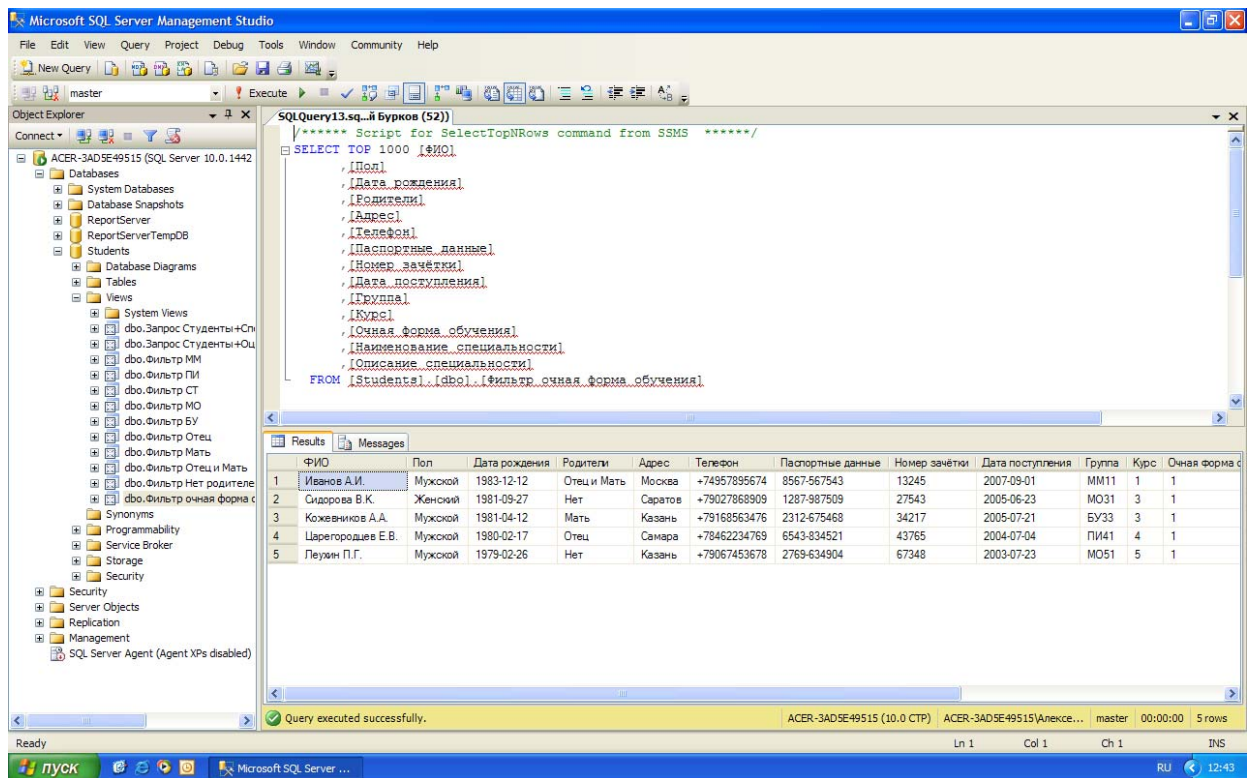 Microsoft SQL Server Management Studio
File Edit View Query Project Debug Tools Window Community Help
New Query
master Execute
Object Explorer
Connect
ACER-3AD5E49515 (SQL Server 10.0.1442
Databases
System Databases
Database Snapshots
ReportServer
ReportServerTempDB
Students
Database Diagrams
Tables
Views
System Views
dbo.Запрос Студенты+Сп
dbo.Запрос Студенты+Оц
dbo.Фильтр ММ
dbo.Фильтр ПИ
dbo.Фильтр СТ
dbo.Фильтр МО
dbo.Фильтр БУ
dbo.Фильтр Отец
dbo.Фильтр Мать
dbo.Фильтр Отец и Мать
dbo.Фильтр Нет родителе
dbo.Фильтр очная форма о
Synonyms
Programmability
Service Broker
Storage
Security
Security
Server Objects
Replication
Management
SQL Server Agent (Agent XPs disabled)
SQLQuery13.sq...й Бурков (52))
/****** Script for SelectTopNRows command from SSMS ******/
SELECT TOP 1000 [ФИО]
,[Пол]
,[Дата рождения]
,[Родители]
,[Адрес]
,[Телефон]
,[Паспортные данные]
,[Номер зачётки]
,[Дата поступления]
,[Группа]
,[Курс]
,[Очная форма обучения]
,[Наименование специальности]
,[Описание специальности]
FROM [Students].[dbo].[Фильтр очная форма обучения]
Results Messages
ФИО Пол Дата рождения Родители Адрес Телефон Паспортные данные Номер зачётки Дата поступления Группа Курс Очная форма о
1 Иванов А.И. Мужской 1983-12-12 Отец и Мать Москва +74957895674 8567-567543 13245 2007-09-01 ММ11 1 1
2 Сидорова В.К. Женский 1981-09-27 Нет Саратов +79027868909 1287-987509 27543 2005-06-23 МО31 3 1
3 Кожевников А.А. Мужской 1981-04-12 Мать Казань +79168563476 2312-675468 34217 2005-07-21 БУ33 3 1
4 Царегородцев Е.В. Мужской 1980-02-17 Отец Самара +78462234769 6543-834521 43765 2004-07-04 ПИ41 4 1
5 Леухин П.Г. Мужской 1979-02-26 Нет Казань +79067453678 2769-634904 67348 2003-07-23 МО51 5 1
Query executed successfully. ACER-3AD5E49515 (10.0 CTP) ACER-3AD5E49515\Алексе... master 00:00:00 5 rows
Ready Ln 1 Col 1 Ch 1 INS
пуск Microsoft SQL Server ... RU 12:43